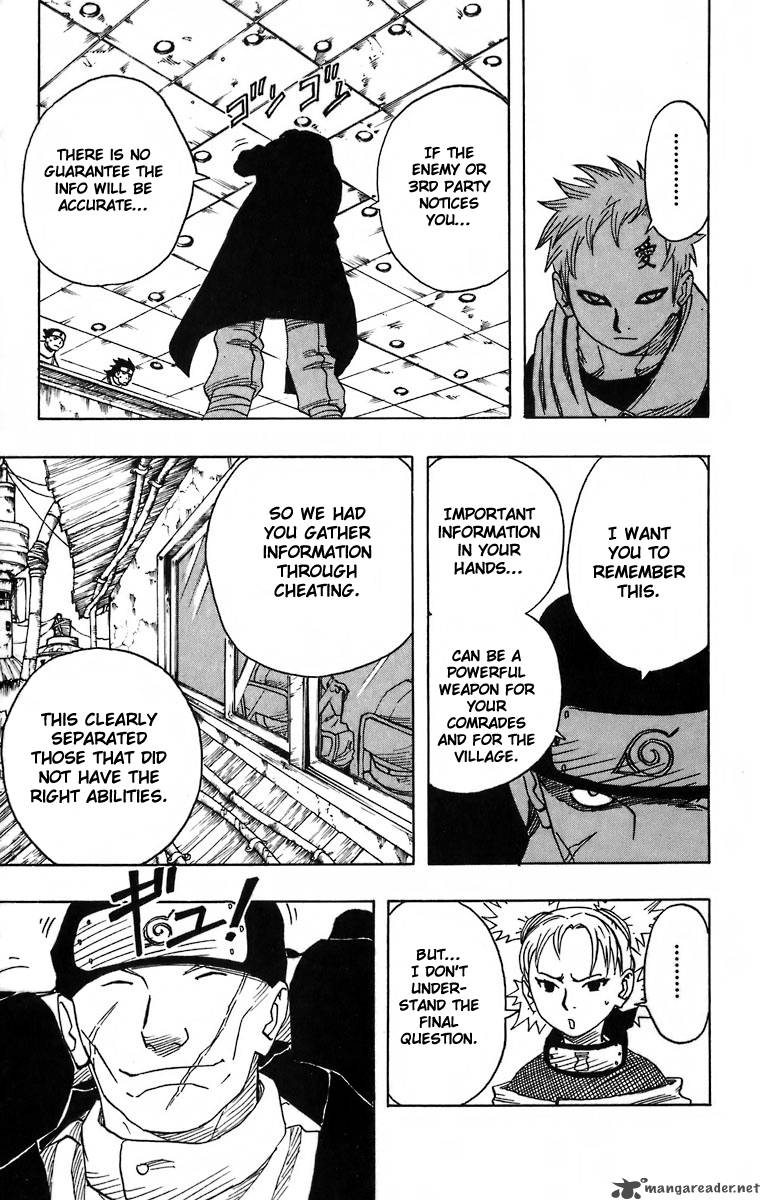 .........
愛
IF THE
ENEMY OR
3RD PARTY
NOTICES
YOU...
ゴシゴシ
THERE IS NO
GUARANTEE THE
INFO WILL BE
ACCURATE...
I WANT
YOU TO
REMEMBER
THIS.
IMPORTANT
INFORMATION
IN YOUR
HANDS...
CAN BE A
POWERFUL
WEAPON FOR
YOUR
COMRADES
AND FOR THE
VILLAGE.
SO WE HAD
YOU GATHER
INFORMATION
THROUGH
CHEATING.
THIS CLEARLY
SEPARATED
THOSE THAT DID
NOT HAVE THE
RIGHT ABILITIES.
.........
BUT...
I DON'T
UNDER-
STAND THE
FINAL
QUESTION.
ギュ!
mangareader.net